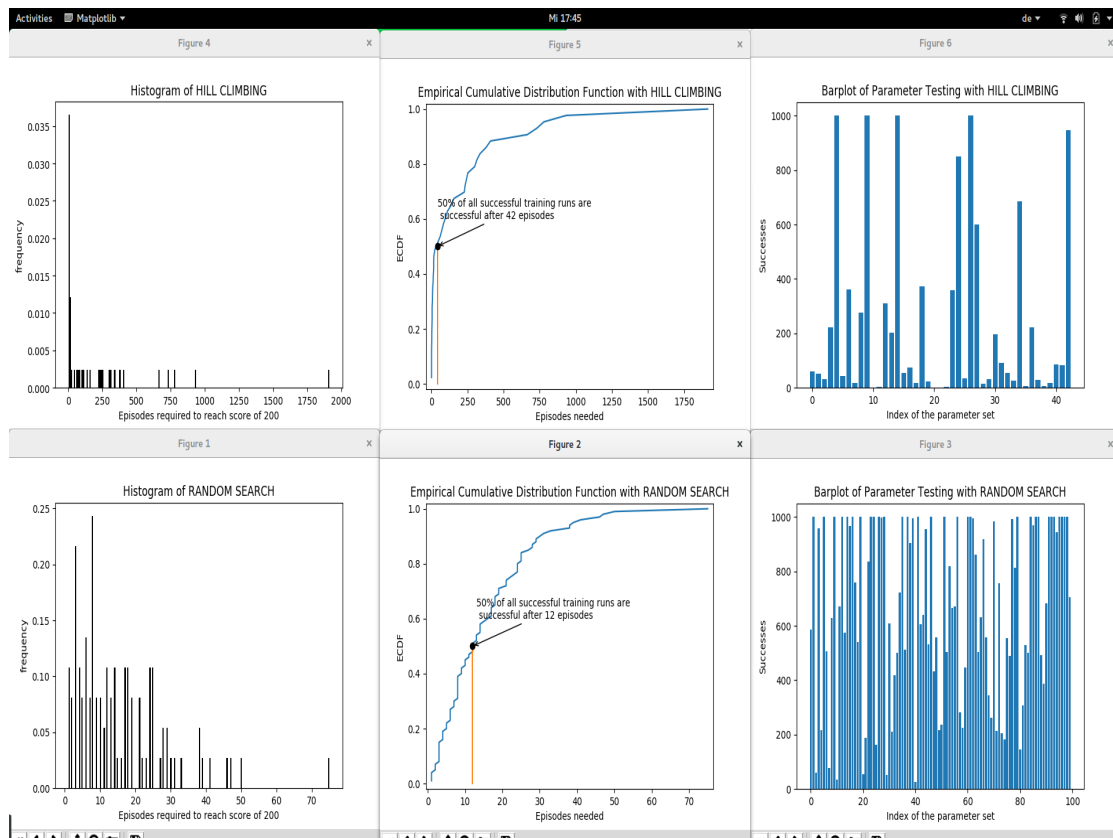 Activities Matplotlib Mi 17:45 de
Figure 4 x Figure 5 x Figure 6 x
Histogram of HILL CLIMBING
frequency
0.035
0.030
0.025
0.020
0.015
0.010
0.005
0.000
0 250 500 750 1000 1250 1500 1750 2000
Episodes required to reach score of 200
Empirical Cumulative Distribution Function with HILL CLIMBING
ECDF
1.0
0.8
0.6
0.4
0.2
0.0
50% of all successful training runs are
successful after 42 episodes
0 250 500 750 1000 1250 1500 1750
Episodes needed
Barplot of Parameter Testing with HILL CLIMBING
Successes
1000
800
600
400
200
0
0 10 20 30 40
Index of the parameter set
Figure 1 x Figure 2 x Figure 3 x
Histogram of RANDOM SEARCH
frequency
0.25
0.20
0.15
0.10
0.05
0.00
0 10 20 30 40 50 60 70
Episodes required to reach score of 200
Empirical Cumulative Distribution Function with RANDOM SEARCH
ECDF
1.0
0.8
0.6
0.4
0.2
0.0
50% of all successful training runs are
successful after 12 episodes
0 10 20 30 40 50 60 70
Episodes needed
Barplot of Parameter Testing with RANDOM SEARCH
Successes
1000
800
600
400
200
0
0 20 40 60 80 100
Index of the parameter set